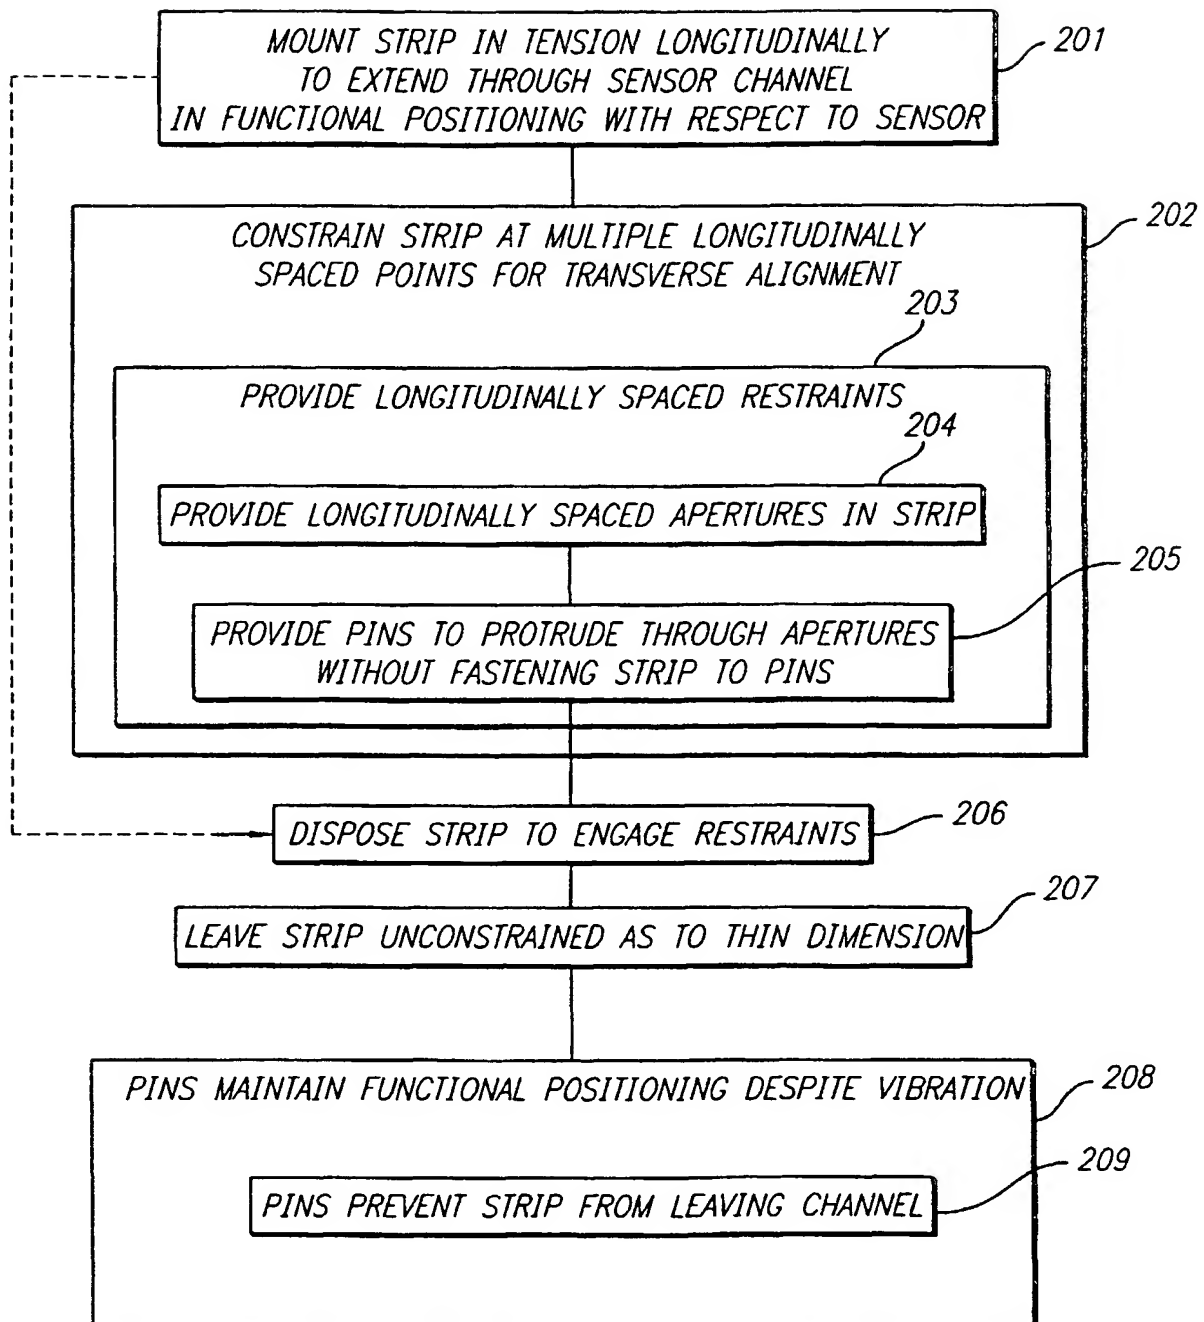 MOUNT STRIP IN TENSION LONGITUDINALLY
TO EXTEND THROUGH SENSOR CHANNEL
IN FUNCTIONAL POSITIONING WITH RESPECT TO SENSOR
201
202
CONSTRAIN STRIP AT MULTIPLE LONGITUDINALLY
SPACED POINTS FOR TRANSVERSE ALIGNMENT
203
PROVIDE LONGITUDINALLY SPACED RESTRAINTS
204
PROVIDE LONGITUDINALLY SPACED APERTURES IN STRIP
205
PROVIDE PINS TO PROTRUDE THROUGH APERTURES
WITHOUT FASTENING STRIP TO PINS
DISPOSE STRIP TO ENGAGE RESTRAINTS
206
207
LEAVE STRIP UNCONSTRAINED AS TO THIN DIMENSION
PINS MAINTAIN FUNCTIONAL POSITIONING DESPITE VIBRATION
208
209
PINS PREVENT STRIP FROM LEAVING CHANNEL